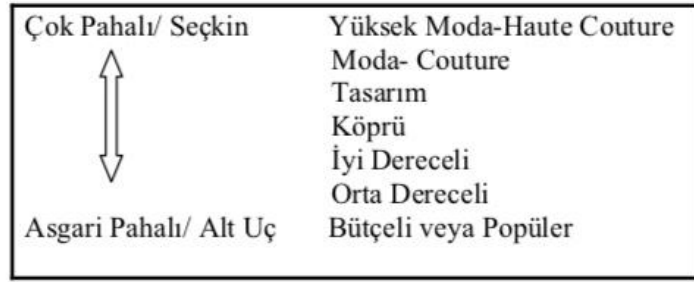 Çok Pahalı/ Seçkin Yüksek Moda-Haute Couture
Moda- Couture
Tasarım
Köprü
İyi Dereceli
Orta Dereceli
Asgari Pahalı/ Alt Uç Bütçeli veya Popüler